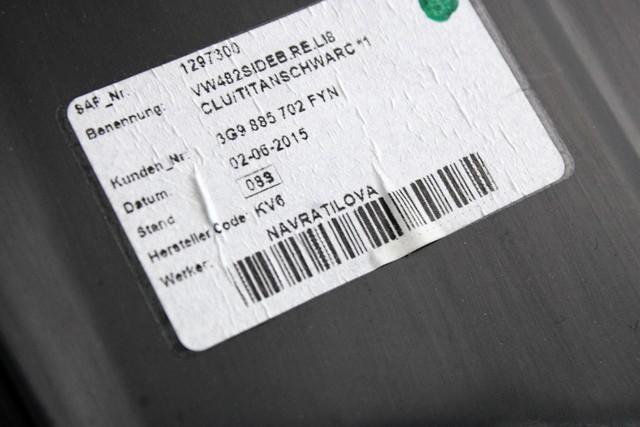 SAP_Nr. 1297300
Benennung: VW482SIDEB.RE.LI8
CLU/TITANSCHWARC *1
Kunden_Nr. 3G9 885 702 FYN
Datum 02-06-2015
Stand 093
Hersteller Code: KV6
Werker: NAVRATILOVA